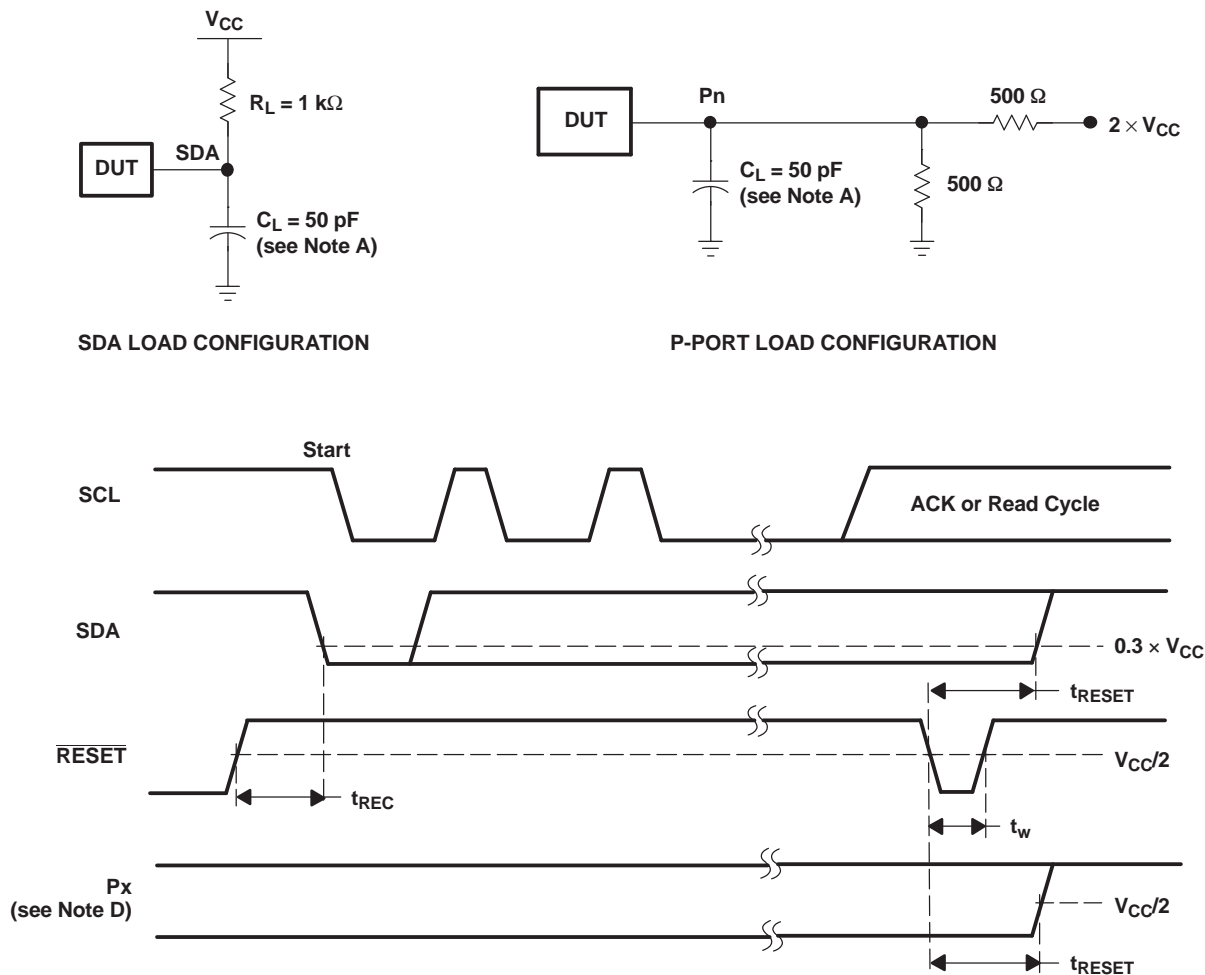 VCC
RL = 1 kΩ
DUT
SDA
CL = 50 pF
(see Note A)
SDA LOAD CONFIGURATION
DUT
Pn
500 Ω
2 × VCC
CL = 50 pF
(see Note A)
500 Ω
P-PORT LOAD CONFIGURATION
Start
SCL
ACK or Read Cycle
SDA
0.3 × VCC
tRESET
RESET
VCC/2
tREC
tw
Px
(see Note D)
VCC/2
tRESET